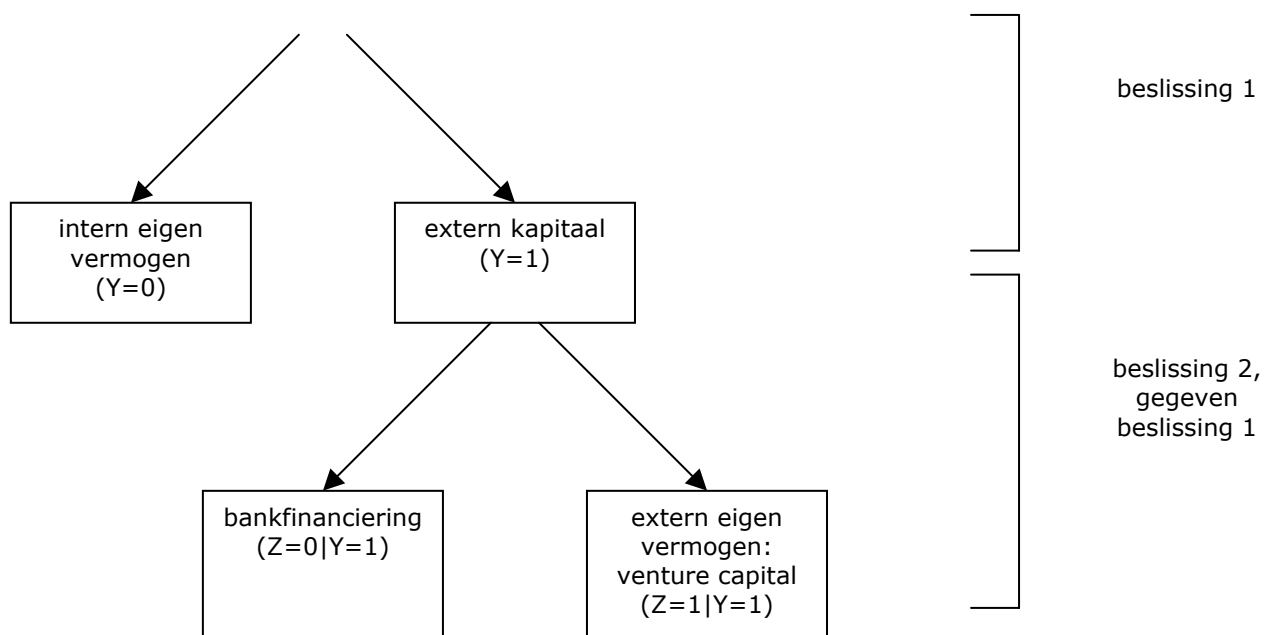 beslissing 1
intern eigen
vermogen
(Y=0)
extern kapitaal
(Y=1)
beslissing 2,
gegeven
beslissing 1
bankfinanciering
(Z=0|Y=1)
extern eigen
vermogen:
venture capital
(Z=1|Y=1)